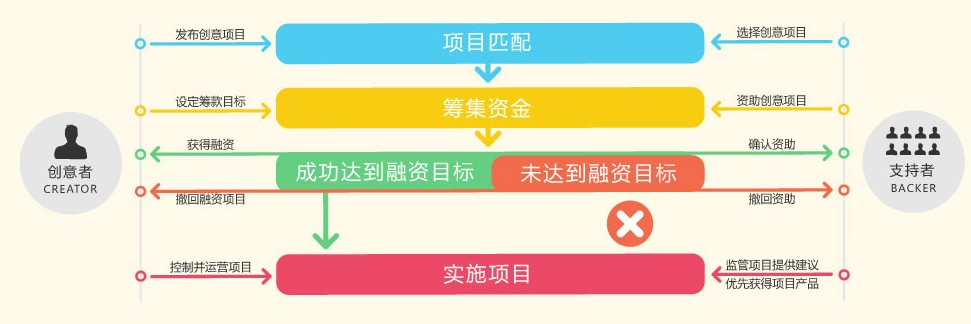 发布创意项目
项目匹配
选择创意项目
设定筹款目标
筹集资金
资助创意项目
获得融资
确认资助
创意者
CREATOR
成功达到融资目标
未达到融资目标
支持者
BACKER
撤回融资项目
撤回资助
控制并运营项目
实施项目
监管项目提供建议
优先获得项目产品